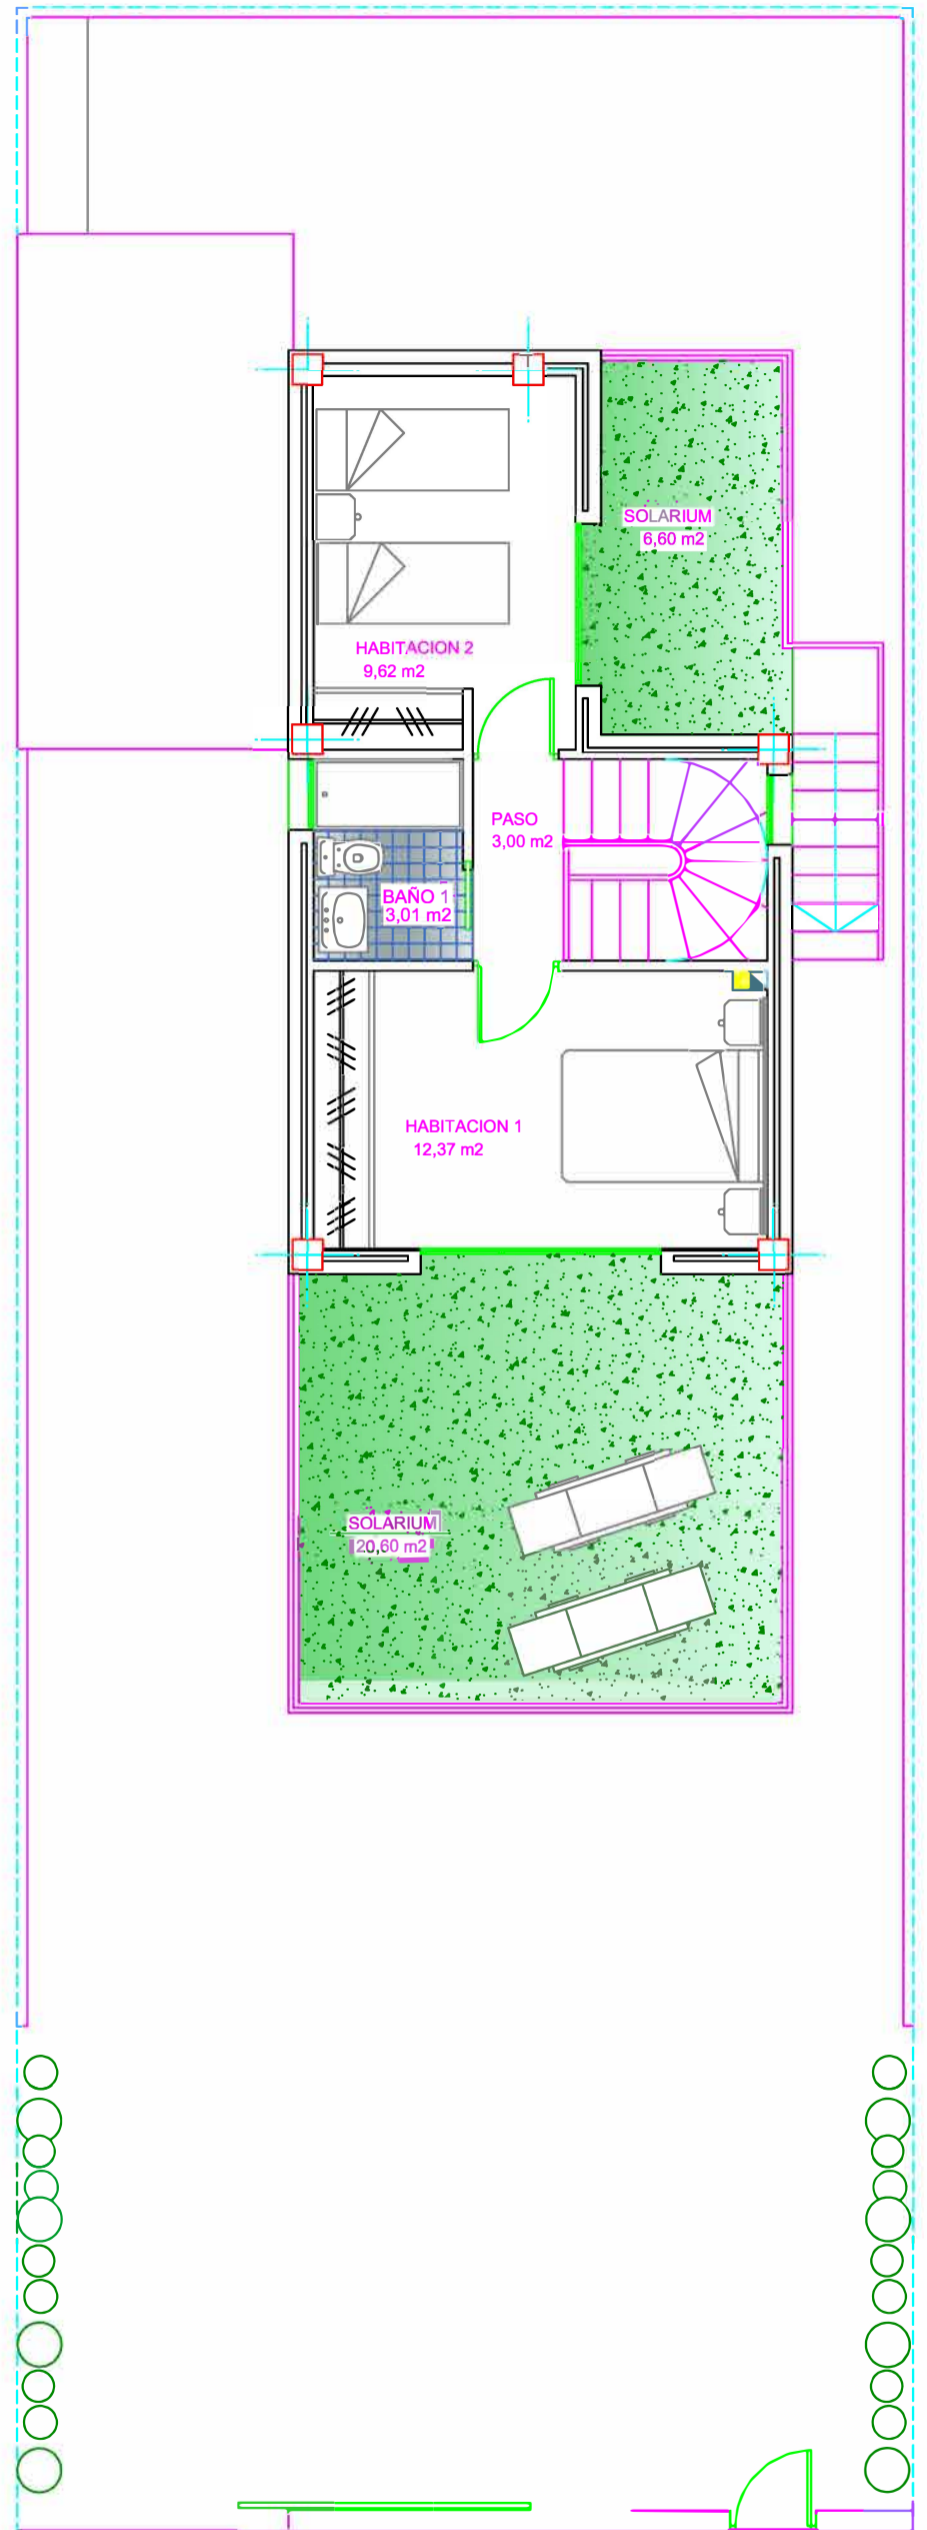 SOLARIUM
6,60 m2
HABITACION 2
9,62 m2
PASO
3,00 m2
BAÑO 1
3,01 m2
HABITACION 1
12,37 m2
SOLARIUM
20,60 m2